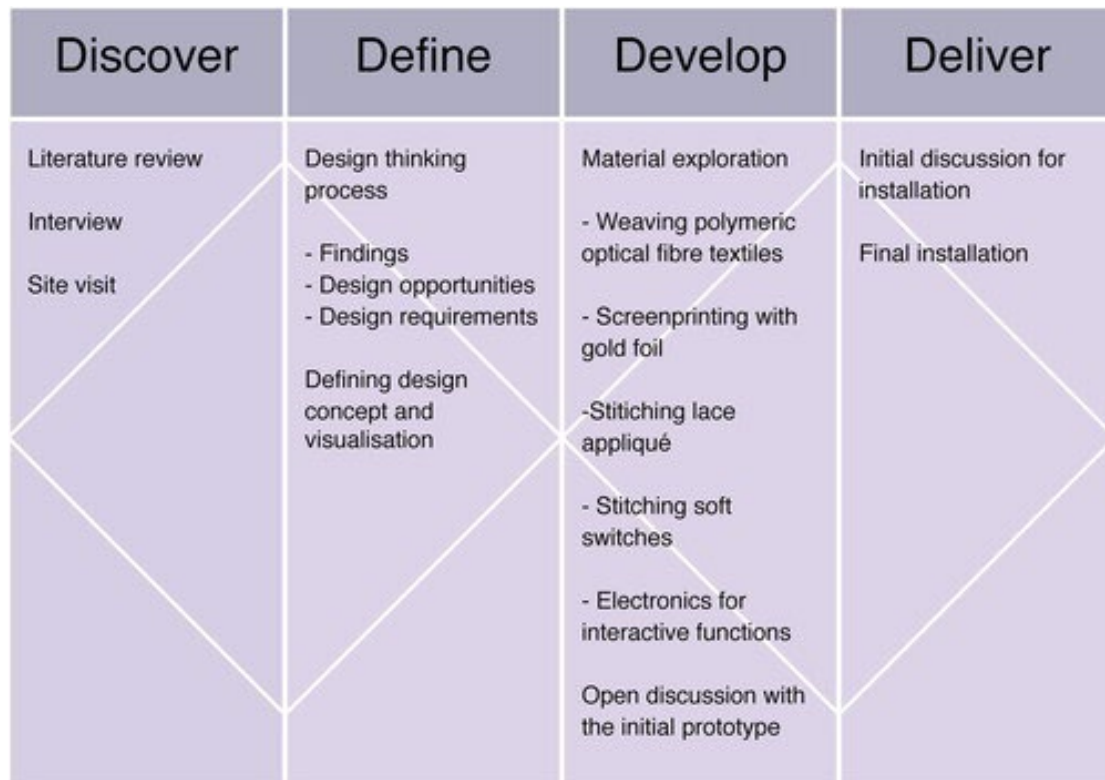 Discover
Define
Develop
Deliver
Literature review
Interview
Site visit
Design thinking
process
- Findings
- Design opportunities
- Design requirements
Defining design
concept and
visualisation
Material exploration
- Weaving polymeric
optical fibre textiles
- Screenprinting with
gold foil
-Stitiching lace
appliqué
- Stitching soft
switches
- Electronics for
interactive functions
Open discussion with
the initial prototype
Initial discussion for
installation
Final installation